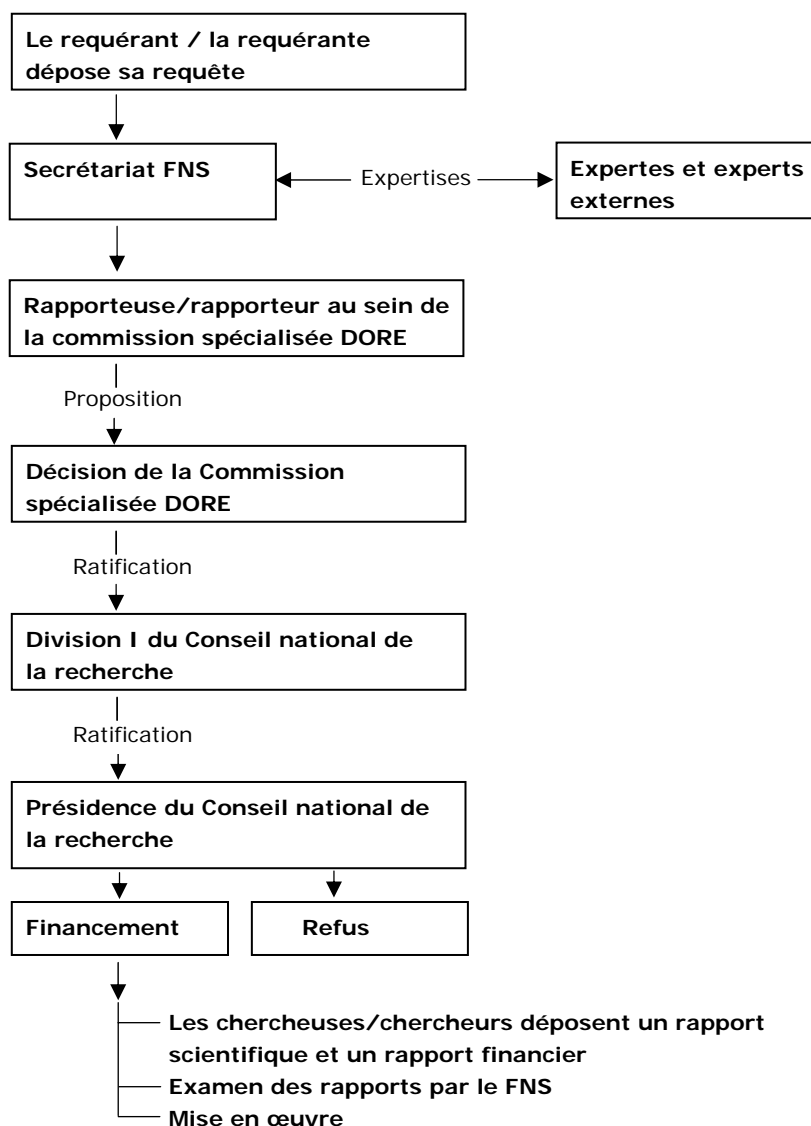 Le requérant / la requérante
dépose sa requête
Secrétariat FNS
Expertises
Expertes et experts
externes
Rapporteuse/rapporteur au sein de
la commission spécialisée DORE
Proposition
Décision de la Commission
spécialisée DORE
Ratification
Division I du Conseil national de
la recherche
Ratification
Présidence du Conseil national de
la recherche
Financement
Refus
Les chercheuses/chercheurs déposent un rapport
scientifique et un rapport financier
Examen des rapports par le FNS
Mise en œuvre